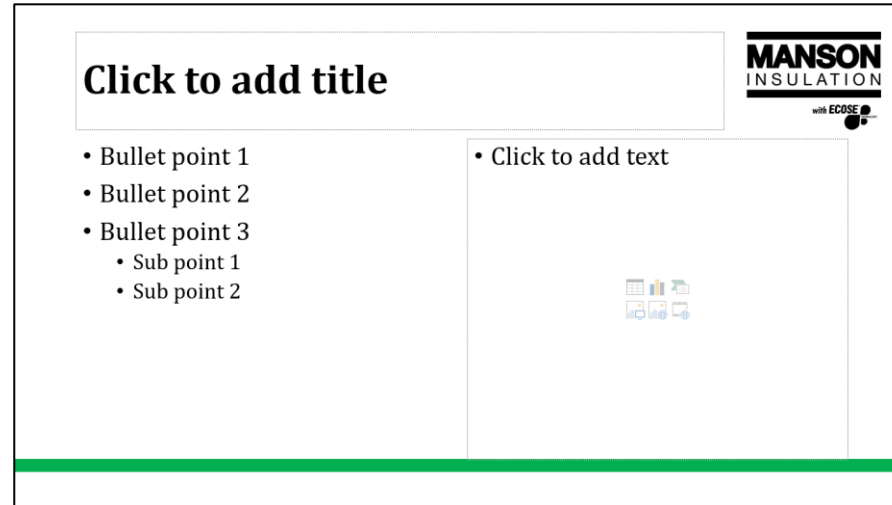 Click to add title
MANSON
INSULATION
with ECOSE
• Bullet point 1
• Bullet point 2
• Bullet point 3
• Sub point 1
• Sub point 2
• Click to add text